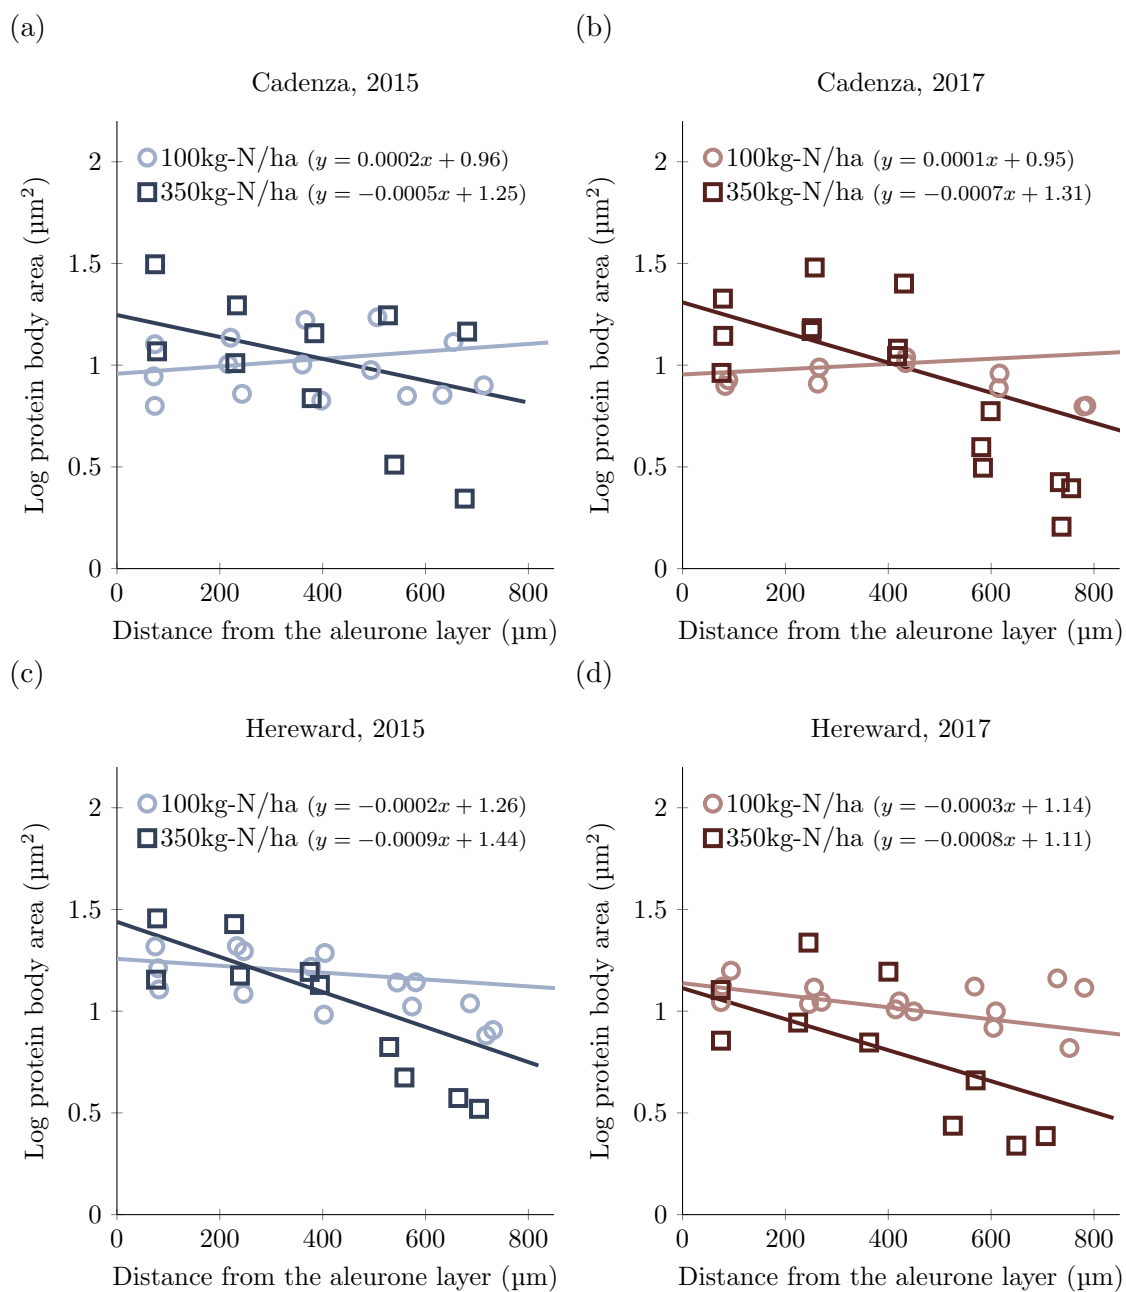 (a)
Cadenza, 2015
100kg-N/ha (y = 0.0002x + 0.96)
350kg-N/ha (y = −0.0005x + 1.25)
Log protein body area (µm²)
2
1.5
1
0.5
0
0 200 400 600 800
Distance from the aleurone layer (µm)
(b)
Cadenza, 2017
100kg-N/ha (y = 0.0001x + 0.95)
350kg-N/ha (y = −0.0007x + 1.31)
Log protein body area (µm²)
2
1.5
1
0.5
0
0 200 400 600 800
Distance from the aleurone layer (µm)
(c)
Hereward, 2015
100kg-N/ha (y = −0.0002x + 1.26)
350kg-N/ha (y = −0.0009x + 1.44)
Log protein body area (µm²)
2
1.5
1
0.5
0
0 200 400 600 800
Distance from the aleurone layer (µm)
(d)
Hereward, 2017
100kg-N/ha (y = −0.0003x + 1.14)
350kg-N/ha (y = −0.0008x + 1.11)
Log protein body area (µm²)
2
1.5
1
0.5
0
0 200 400 600 800
Distance from the aleurone layer (µm)